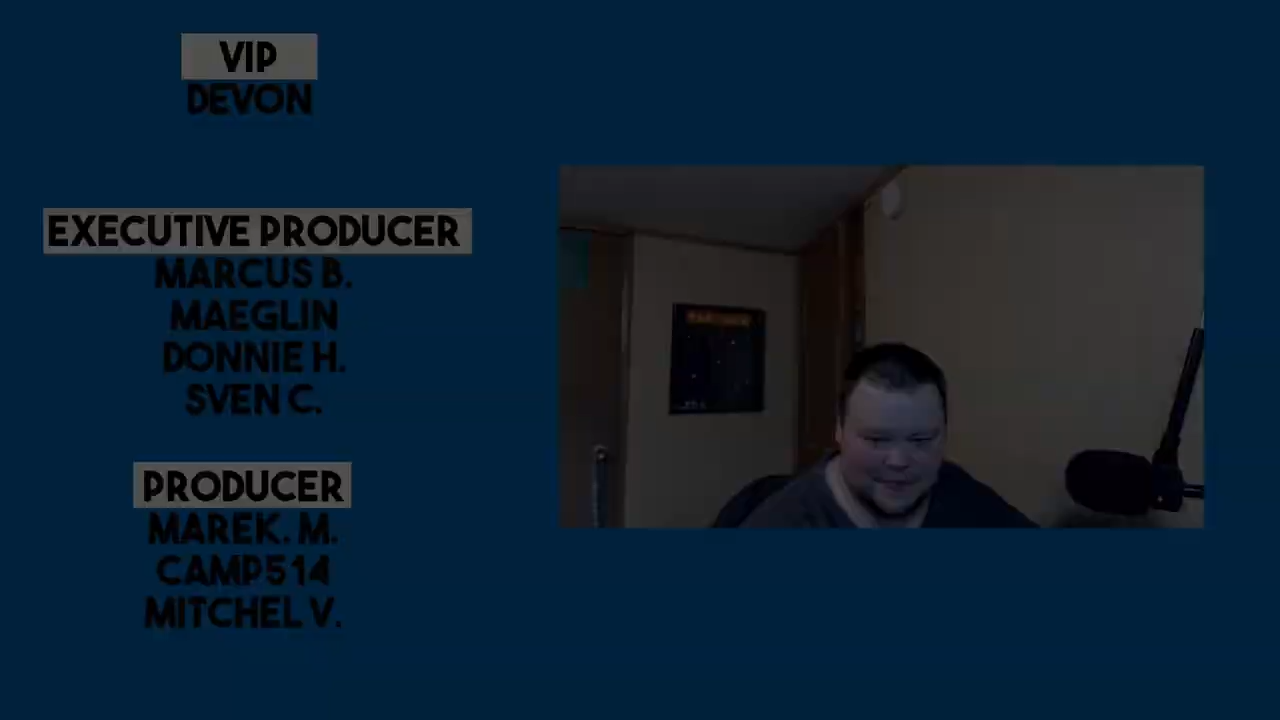 VIP
DEVON
EXECUTIVE PRODUCER
MARCUS B.
MAEGLIN
DONNIE H.
SVEN C.
PRODUCER
MAREK. M.
CAMP514
MITCHEL V.